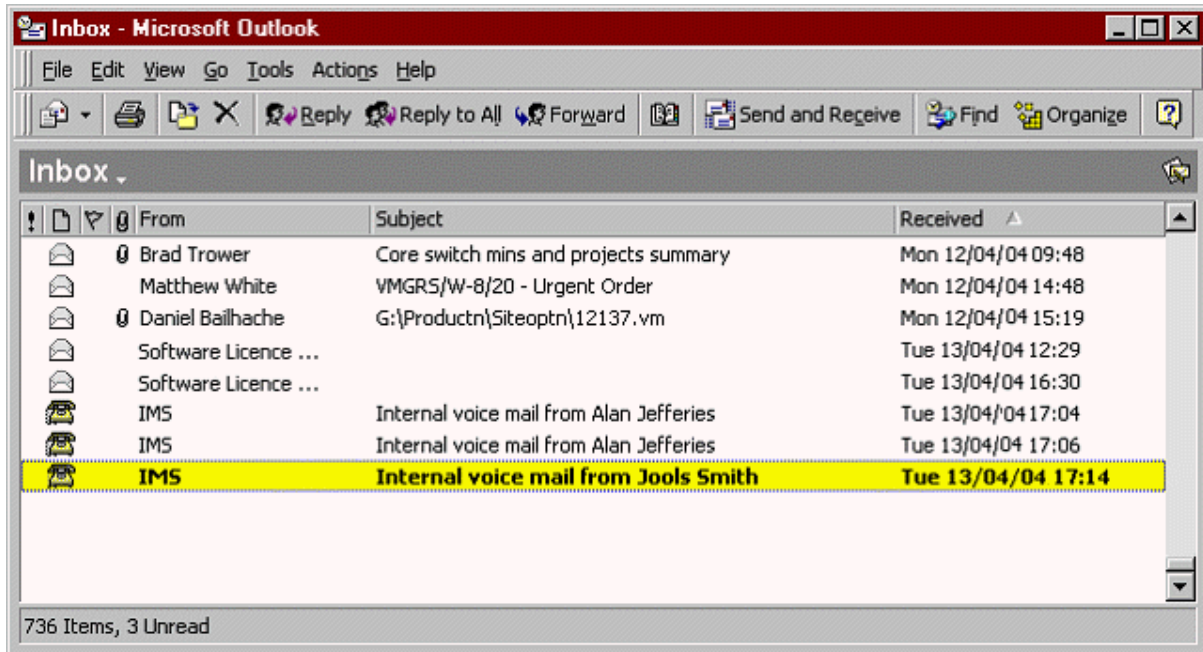 Inbox - Microsoft Outlook
File Edit View Go Tools Actions Help
Reply Reply to All Forward Send and Receive Find Organize
Inbox
! From Subject Received
Brad Trower Core switch mins and projects summary Mon 12/04/04 09:48
Matthew White VMGRS/W-8/20 - Urgent Order Mon 12/04/04 14:48
Daniel Bailhache G:\Productn\Siteoptn\12137.vm Mon 12/04/04 15:19
Software Licence ... Tue 13/04/04 12:29
Software Licence ... Tue 13/04/04 16:30
IMS Internal voice mail from Alan Jefferies Tue 13/04/'04 17:04
IMS Internal voice mail from Alan Jefferies Tue 13/04/04 17:06
IMS Internal voice mail from Jools Smith Tue 13/04/04 17:14
736 Items, 3 Unread